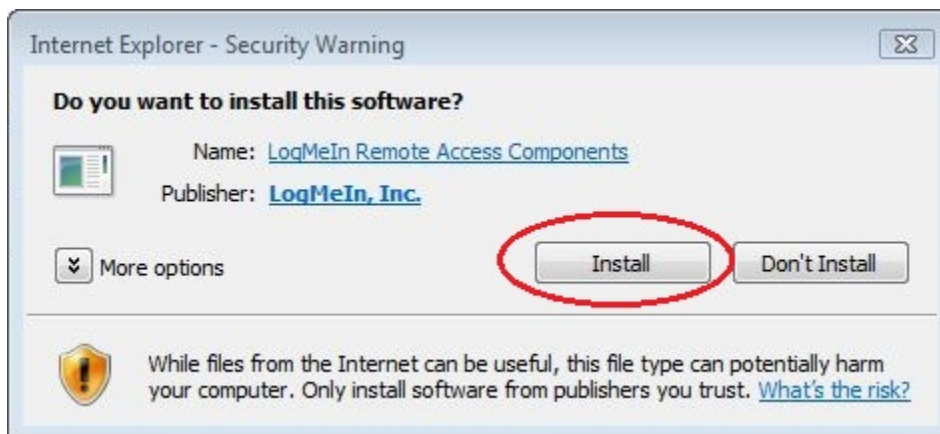 Internet Explorer - Security Warning
Do you want to install this software?
Name: LogMeIn Remote Access Components
Publisher: LogMeIn, Inc.
More options
Install
Don't Install
While files from the Internet can be useful, this file type can potentially harm
your computer. Only install software from publishers you trust. What's the risk?